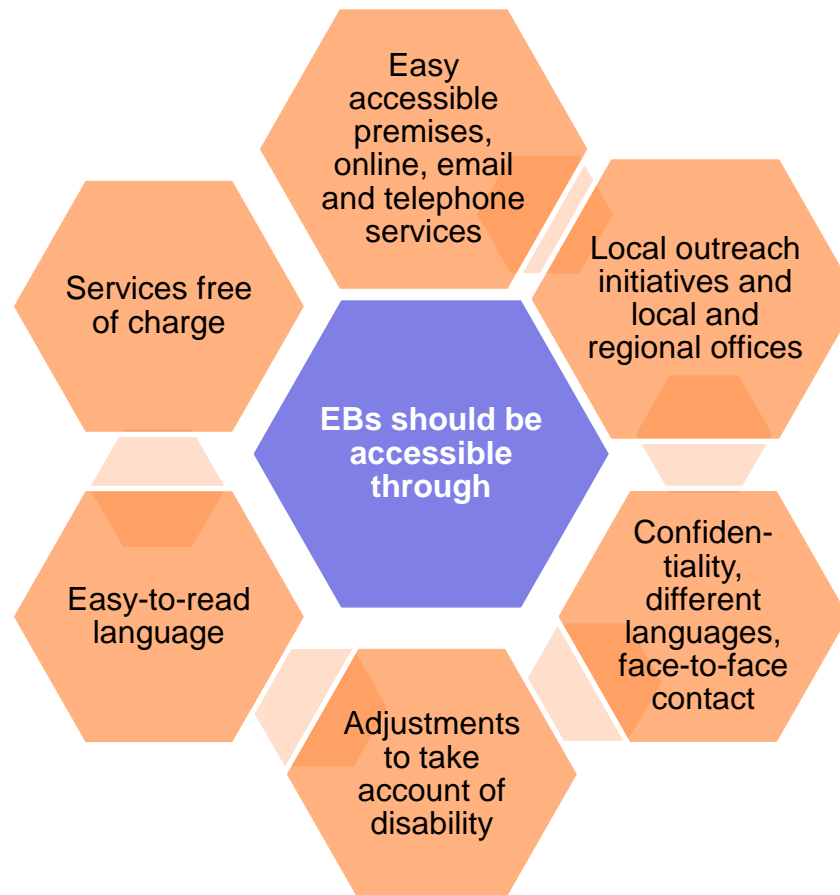 Easy
accessible
premises,
online, email
and telephone
services
Local outreach
initiatives and
local and
regional offices
Confiden-
tiality,
different
languages,
face-to-face
contact
Adjustments
to take
account of
disability
Easy-to-read
language
Services free
of charge
EBs should be
accessible
through